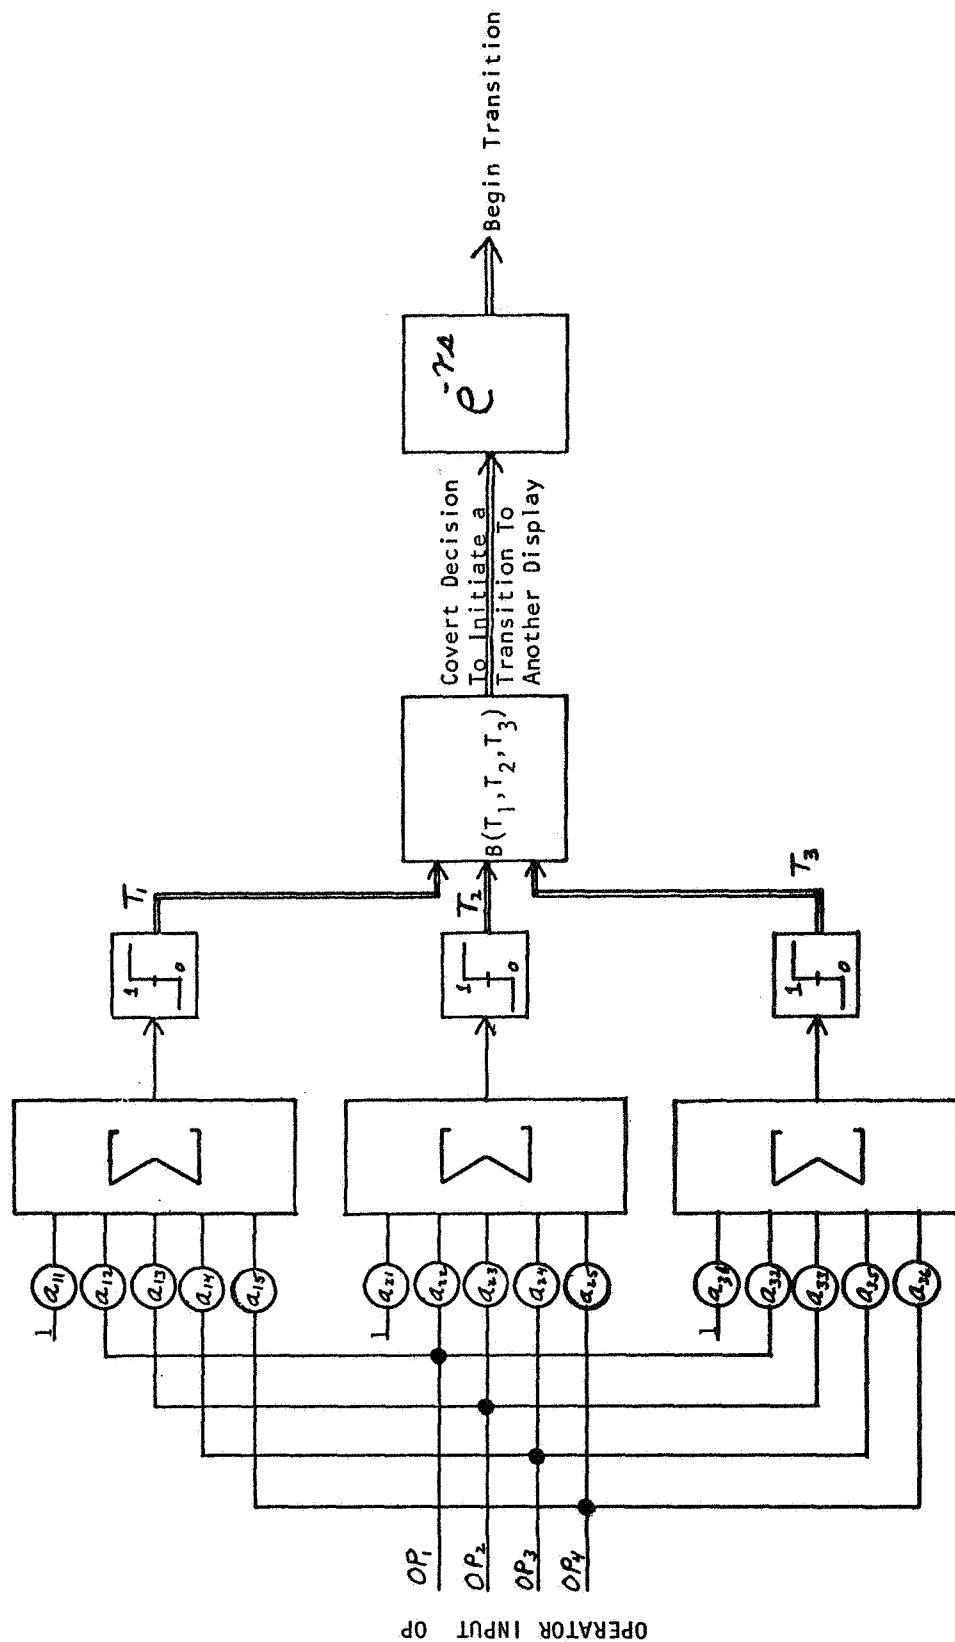 OPERATOR INPUT OP
OP₁
OP₂
OP₃
OP₄
1
a₁₁
a₁₂
a₁₃
a₁₄
a₁₅
Σ
1
0
T₁
1
a₂₁
a₂₂
a₂₃
a₂₄
a₂₅
Σ
1
0
T₂
1
a₃₁
a₃₂
a₃₃
a₃₅
a₃₆
Σ
1
0
T₃
B(T₁,T₂,T₃)
Covert Decision
To Initiate a
Transition To
Another Display
e^-τs
Begin Transition